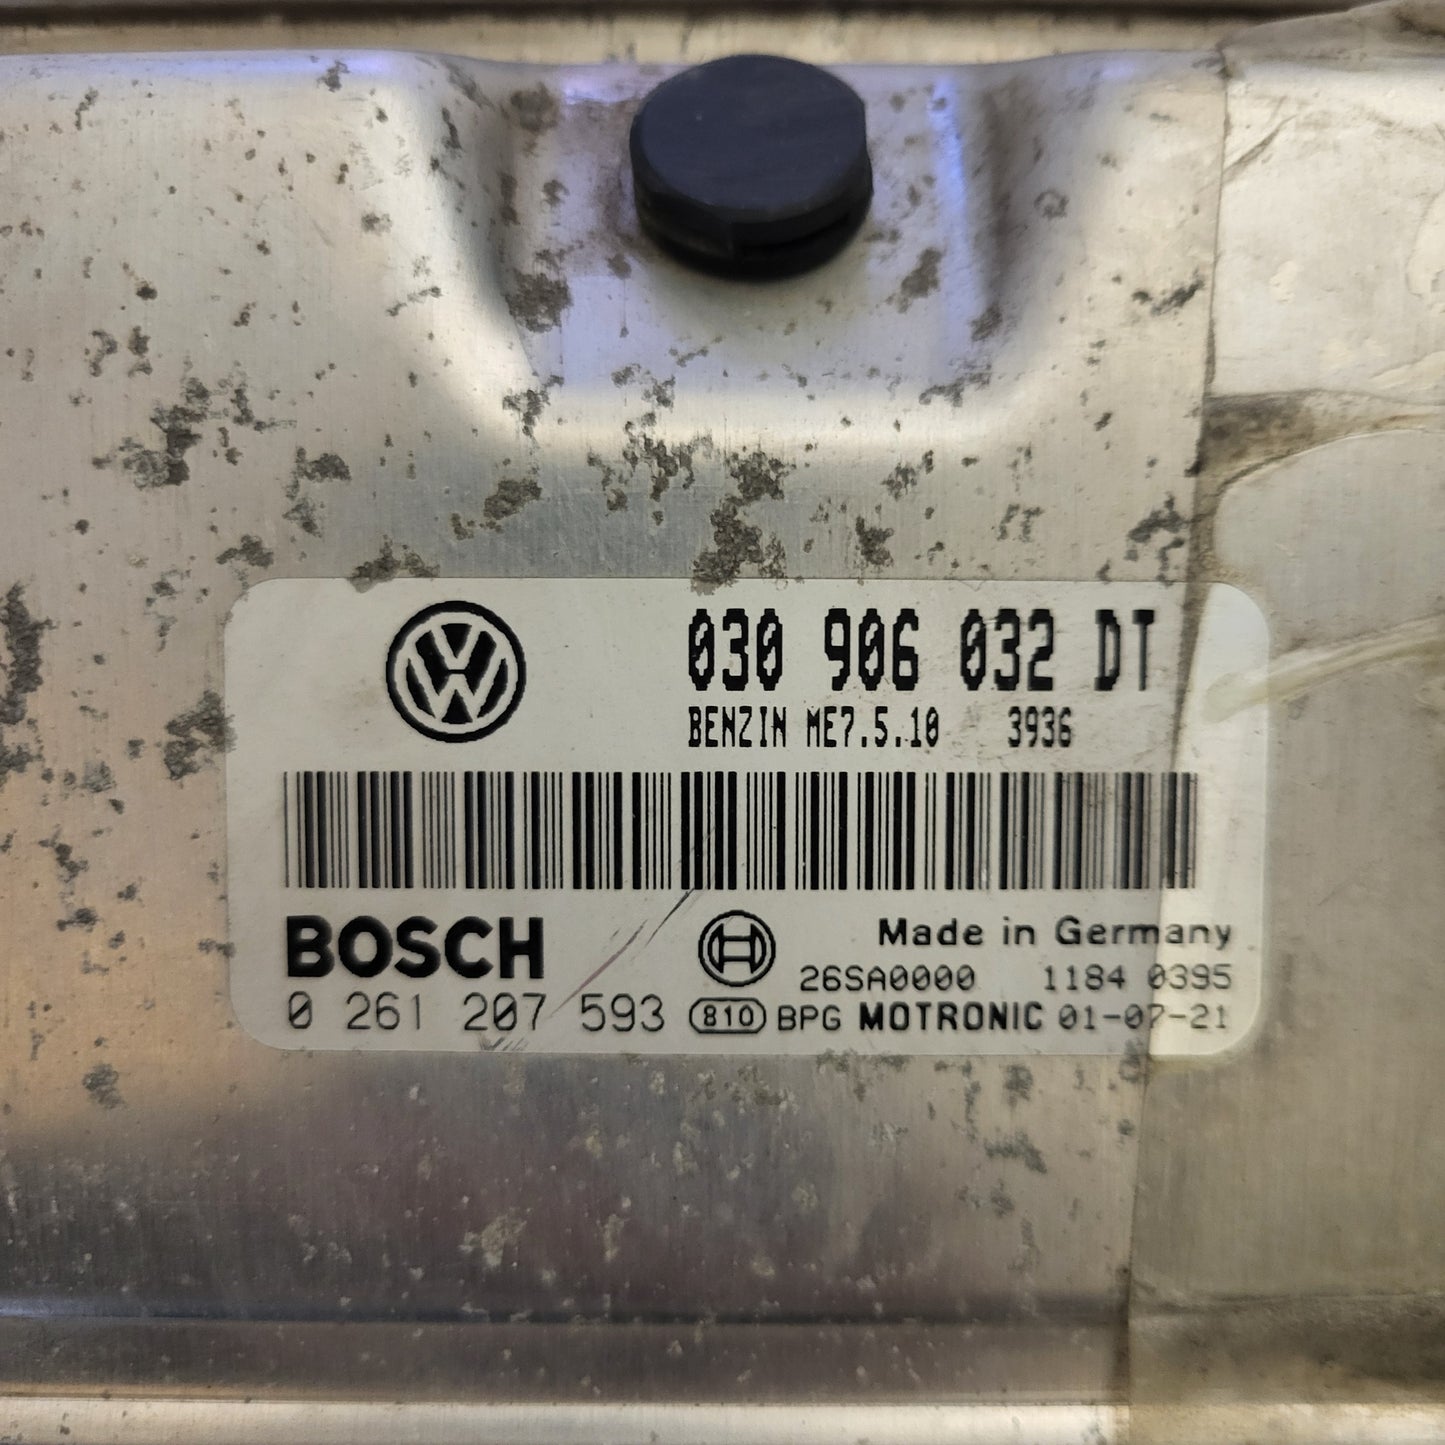 030 906 032 DT
BENZIN ME7.5.10 3936
BOSCH Made in Germany
26SA0000 1184 0395
0 261 207 593 810 BPG MOTRONIC 01-07-21